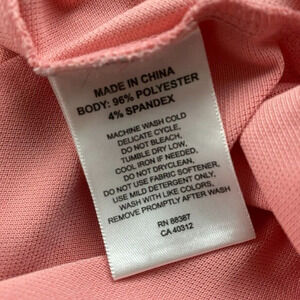 MADE IN CHINA
BODY: 96% POLYESTER
4% SPANDEX
MACHINE WASH COLD
DELICATE CYCLE,
DO NOT BLEACH.
TUMBLE DRY LOW,
COOL IRON IF NEEDED,
DO NOT DRYCLEAN,
DO NOT USE FABRIC SOFTENER,
USE MILD DETERGENT ONLY,
WASH WITH LIKE COLORS,
REMOVE PROMPTLY AFTER WASH
RN 88387
CA 40312